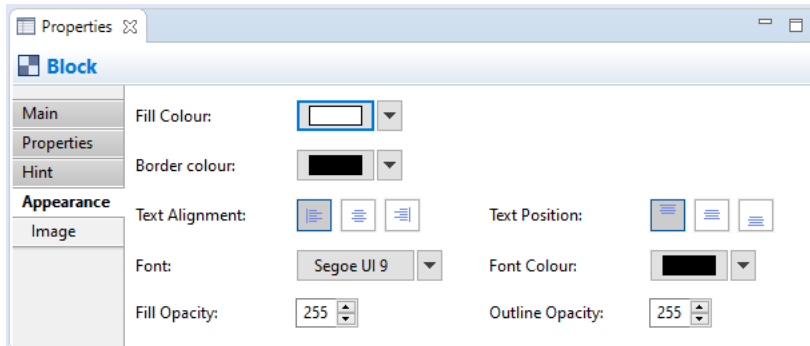 Properties
Block
Main
Properties
Hint
Appearance
Image
Fill Colour:
Border colour:
Text Alignment: Text Position:
Font: Segoe UI 9 Font Colour:
Fill Opacity: 255 Outline Opacity: 255